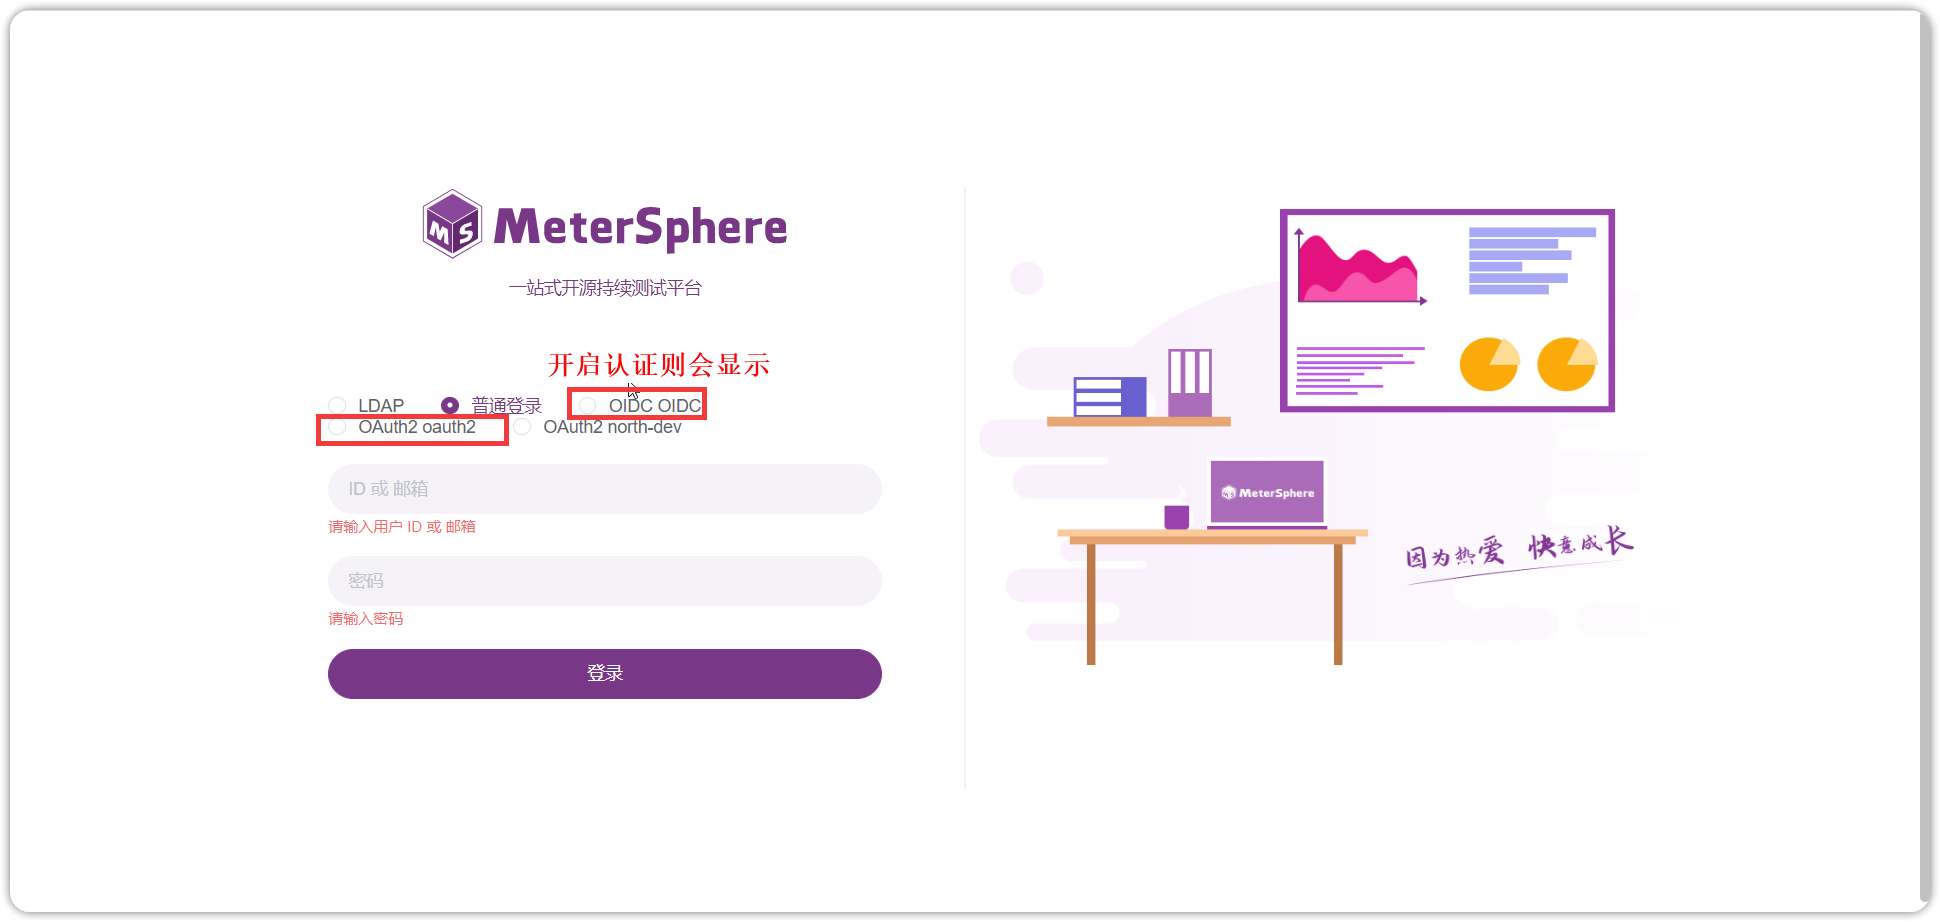 MS MeterSphere
一站式开源持续测试平台
开启认证则会显示
LDAP 普通登录 OIDC OIDC
OAuth2 oauth2 OAuth2 north-dev
ID 或 邮箱
请输入用户 ID 或 邮箱
密码
请输入密码
登录
MS MeterSphere
因为热爱 快意成长